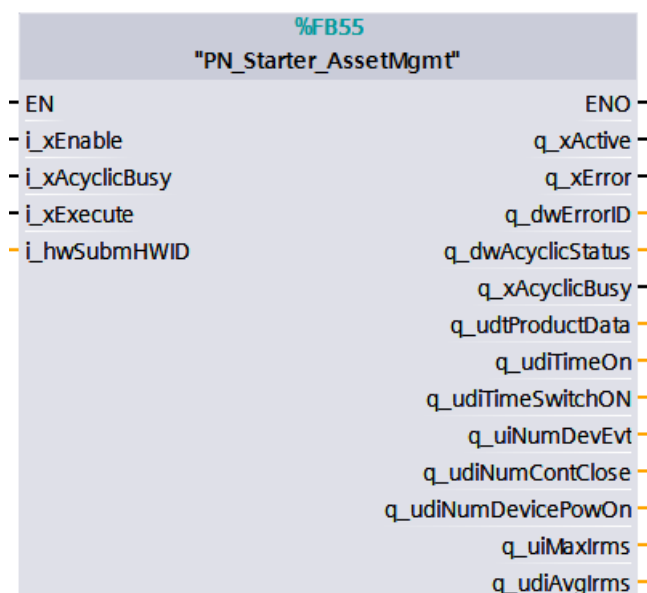 %FB55
"PN_Starter_AssetMgmt"
EN ENO
i_xEnable q_xActive
i_xAcyclicBusy q_xError
i_xExecute q_dwErrorID
i_hwSubmHWID q_dwAcyclicStatus
q_xAcyclicBusy
q_udtProductData
q_udiTimeOn
q_udiTimeSwitchON
q_uiNumDevEvt
q_udiNumContClose
q_udiNumDevicePowOn
q_uiMaxIrms
q_udiAvgIrms